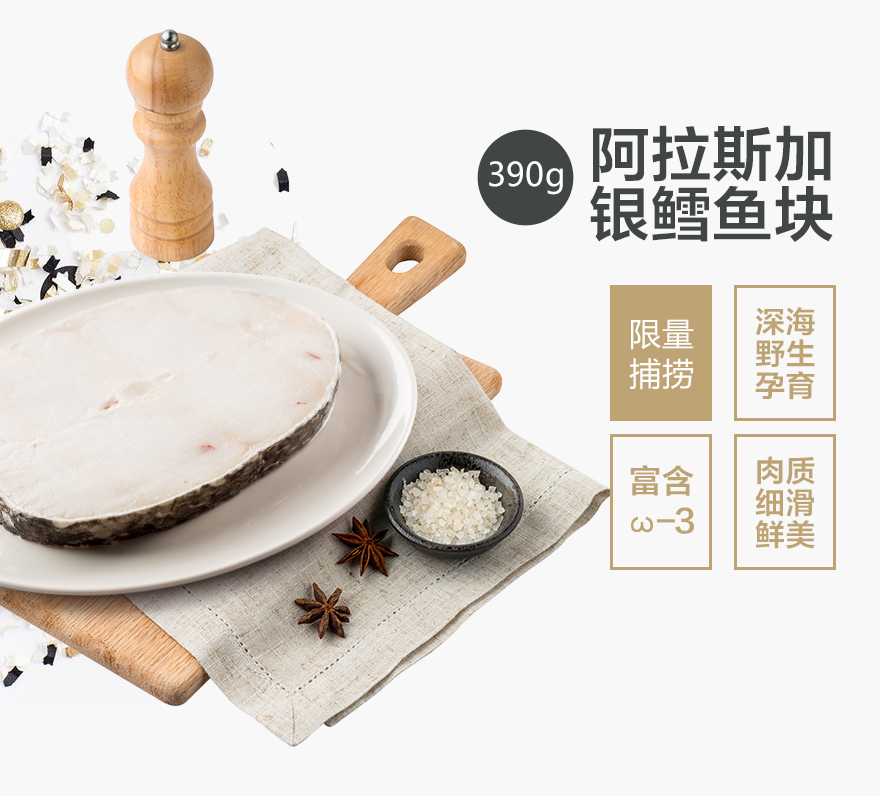 390g
阿拉斯加
银鳕鱼块
限量
捕捞
深海
野生
孕育
富含
ω-3
肉质
细滑
鲜美